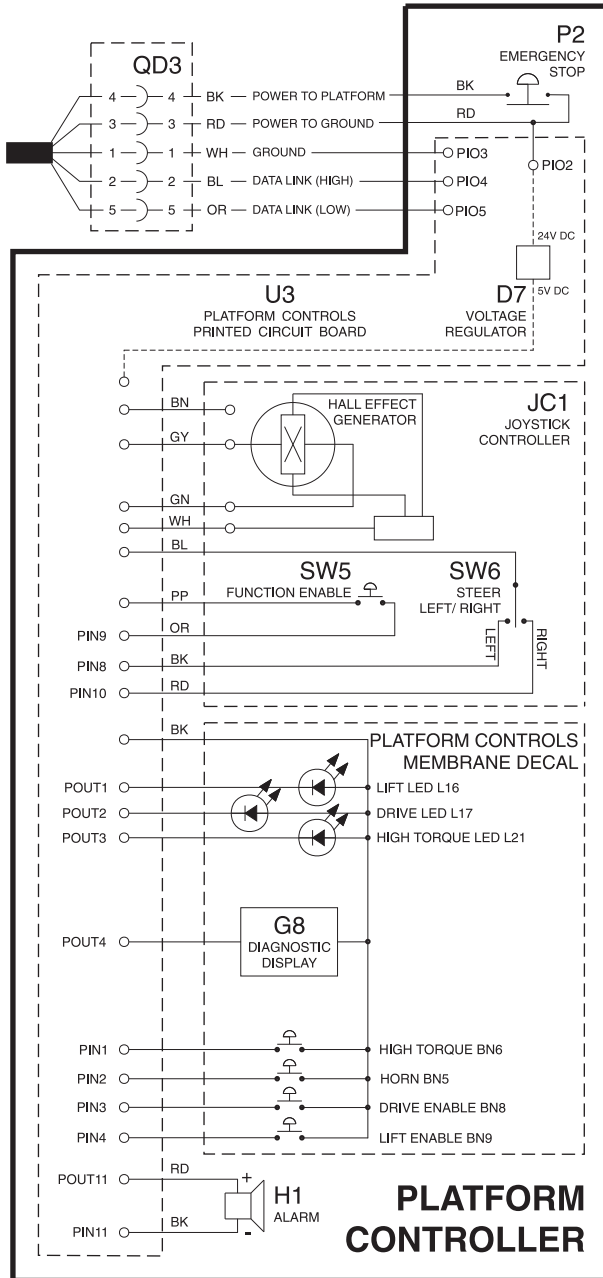 P2
EMERGENCY
STOP
QD3
4 4 BK POWER TO PLATFORM BK
3 3 RD POWER TO GROUND RD
1 1 WH GROUND PIO3
PIO2
2 2 BL DATA LINK (HIGH) PIO4
5 5 OR DATA LINK (LOW) PIO5
24V DC
U3
PLATFORM CONTROLS
PRINTED CIRCUIT BOARD
D7
VOLTAGE
REGULATOR
5V DC
BN
GY
GN
WH
BL
HALL EFFECT
GENERATOR
JC1
JOYSTICK
CONTROLLER
SW5
FUNCTION ENABLE
SW6
STEER
LEFT/ RIGHT
PP
PIN9 OR
PIN8 BK
PIN10 RD
LEFT
RIGHT
BK
PLATFORM CONTROLS
MEMBRANE DECAL
POUT1 LIFT LED L16
POUT2 DRIVE LED L17
POUT3 HIGH TORQUE LED L21
POUT4
G8
DIAGNOSTIC
DISPLAY
PIN1 HIGH TORQUE BN6
PIN2 HORN BN5
PIN3 DRIVE ENABLE BN8
PIN4 LIFT ENABLE BN9
POUT11 RD
+
H1
ALARM
-
PIN11 BK
PLATFORM
CONTROLLER